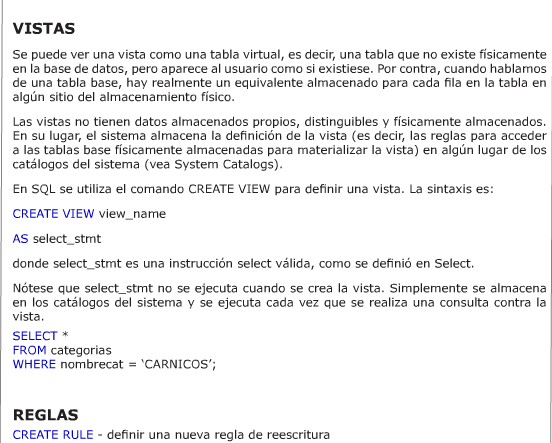 VISTAS
Se puede ver una vista como una tabla virtual, es decir, una tabla que no existe físicamente
en la base de datos, pero aparece al usuario como si existiese. Por contra, cuando hablamos
de una tabla base, hay realmente un equivalente almacenado para cada fila en la tabla en
algún sitio del almacenamiento físico.
Las vistas no tienen datos almacenados propios, distinguibles y físicamente almacenados.
En su lugar, el sistema almacena la definición de la vista (es decir, las reglas para acceder
a las tablas base físicamente almacenadas para materializar la vista) en algún lugar de los
catálogos del sistema (vea System Catalogs).
En SQL se utiliza el comando CREATE VIEW para definir una vista. La sintaxis es:
CREATE VIEW view_name
AS select_stmt
donde select_stmt es una instrucción select válida, como se definió en Select.
Nótese que select_stmt no se ejecuta cuando se crea la vista. Simplemente se almacena
en los catálogos del sistema y se ejecuta cada vez que se realiza una consulta contra la
vista.
SELECT *
FROM categorias
WHERE nombrecat = ‘CARNICOS’;
REGLAS
CREATE RULE - definir una nueva regla de reescritura